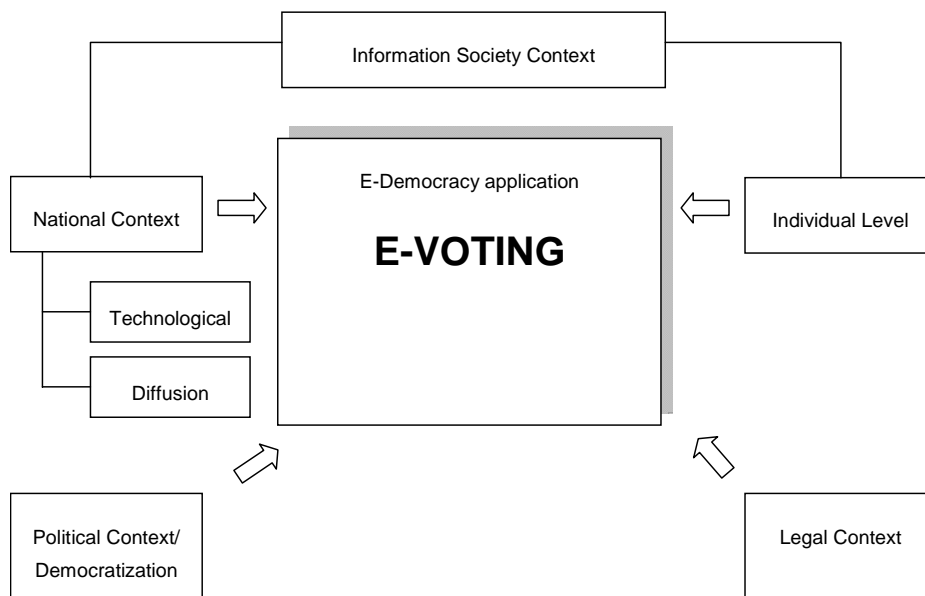 Information Society Context
E-Democracy application
National Context
Individual Level
E-VOTING
Technological
Diffusion
Political Context/
Democratization
Legal Context